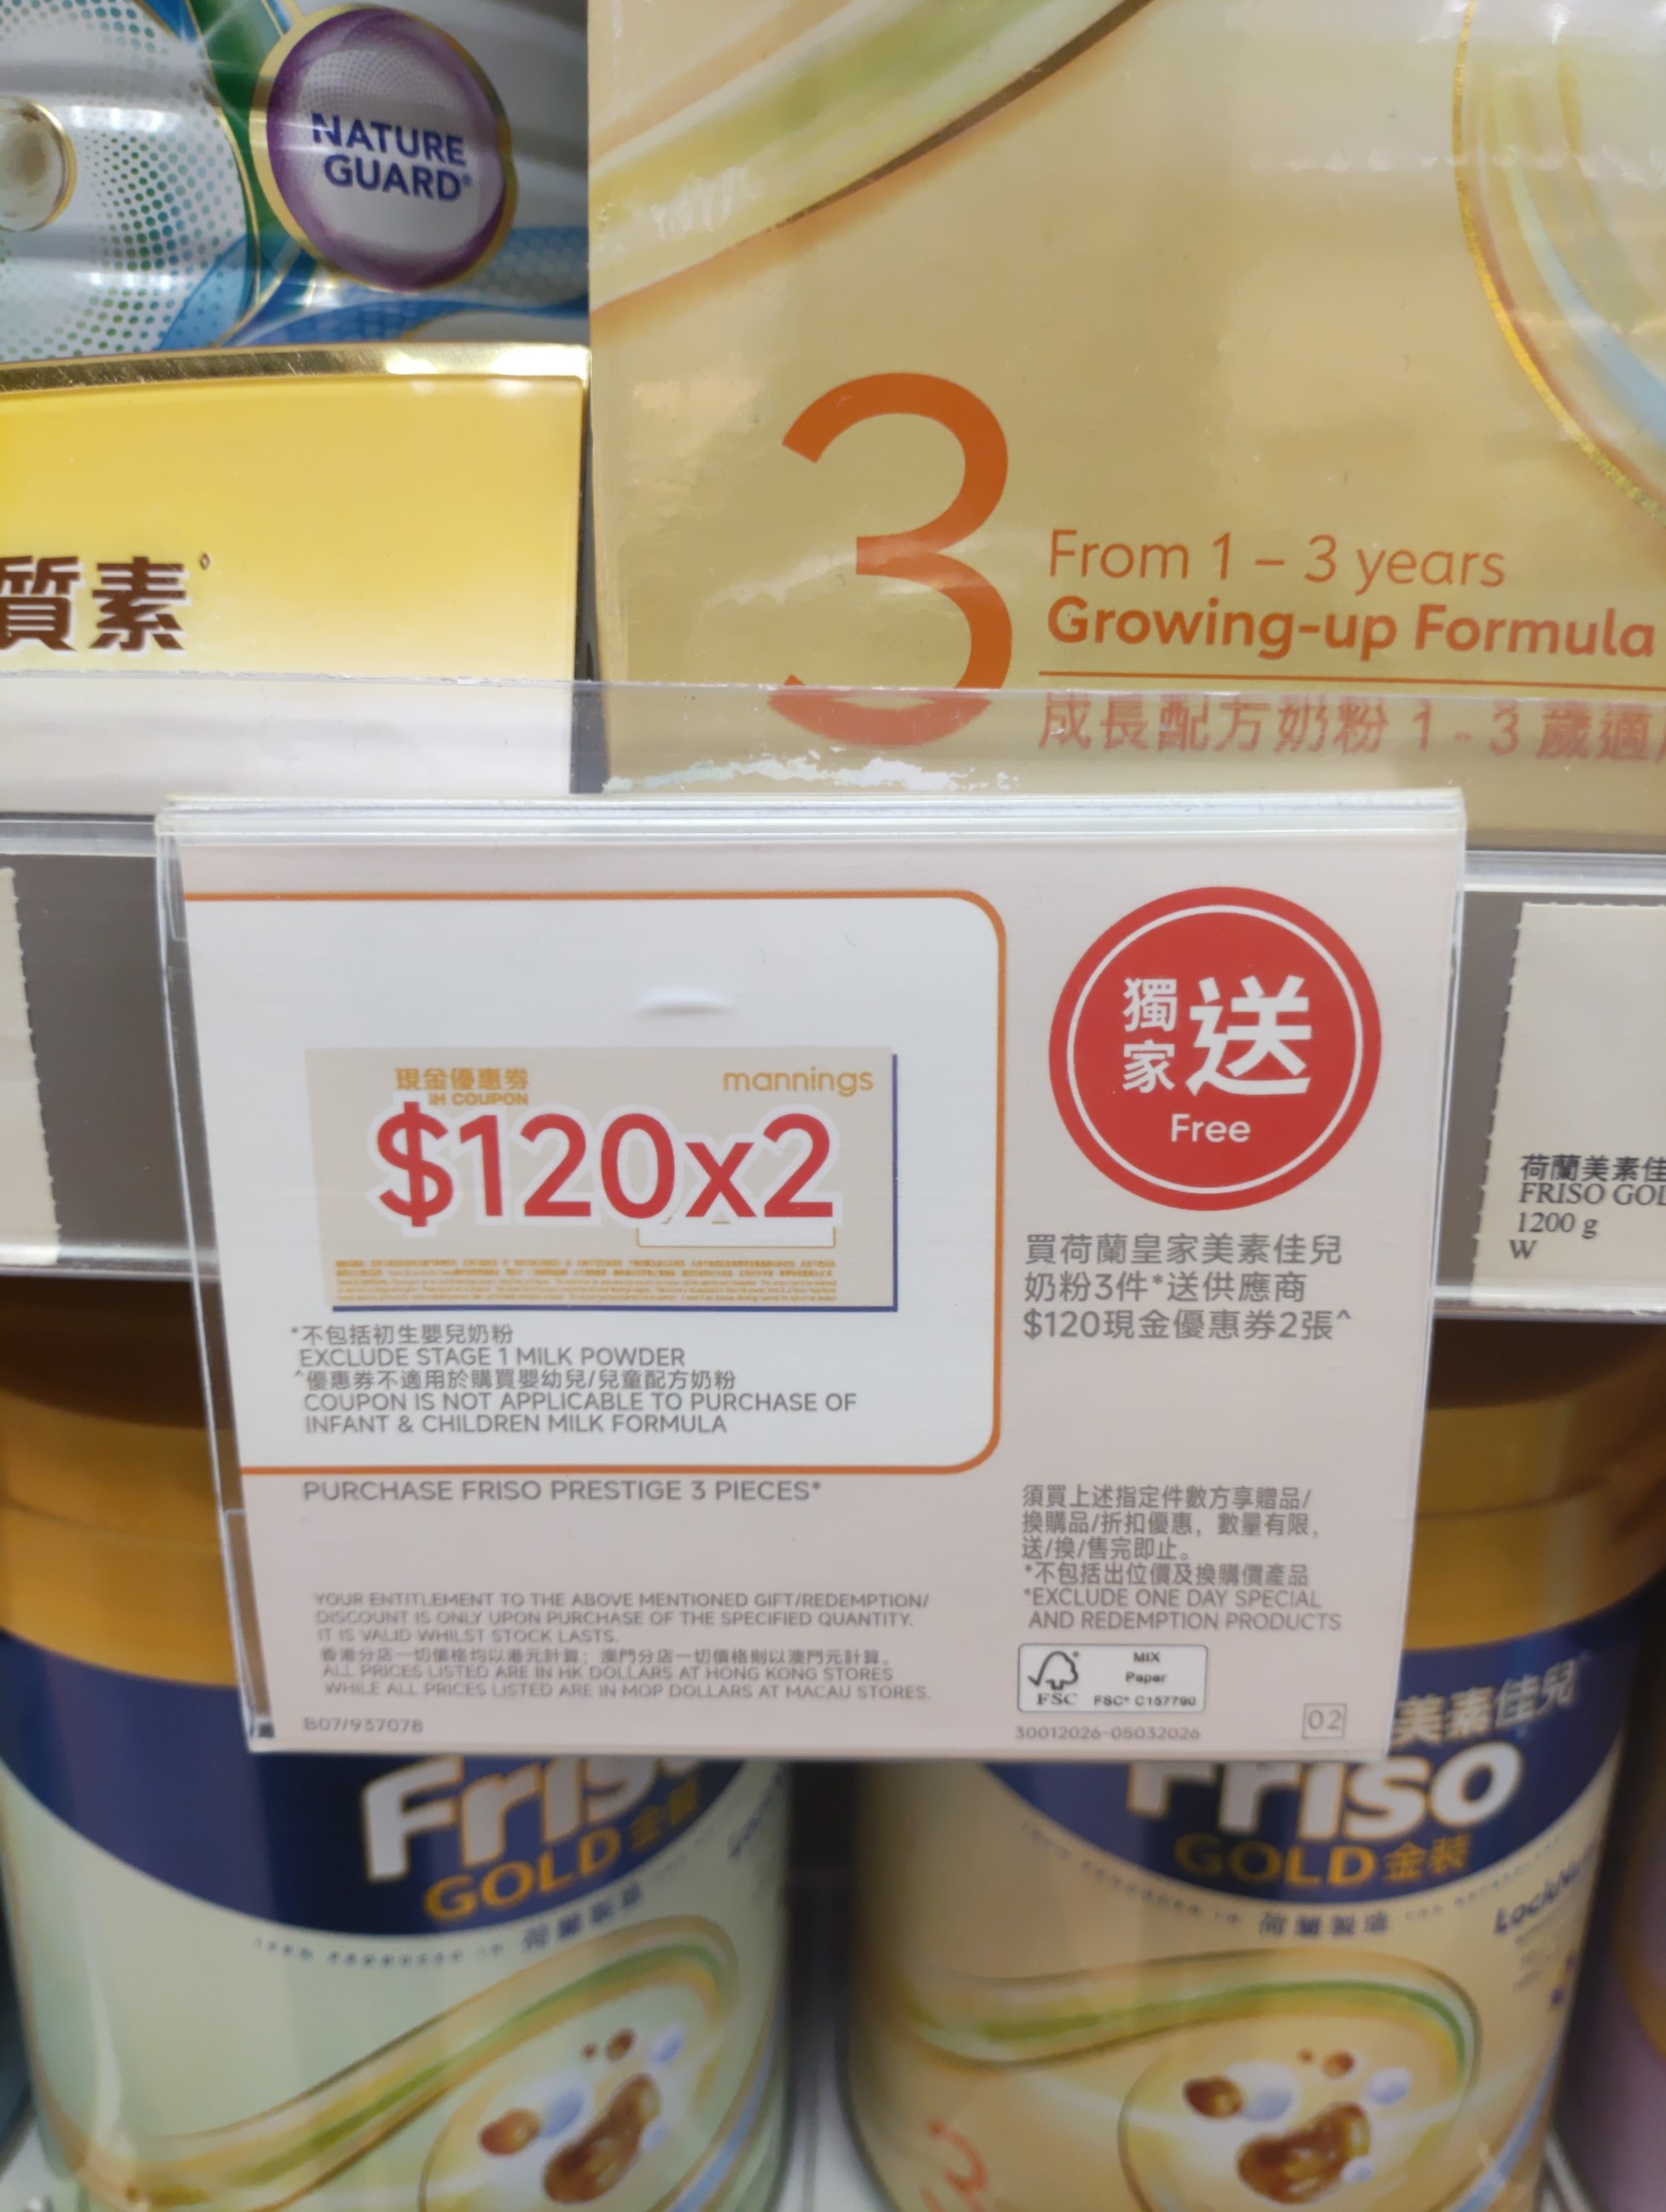 NATURE
GUARD®
質素◊
3
From 1 – 3 years
Growing-up Formula
成長配方奶粉 1 - 3 歲適
現金優惠券
COUPON
mannings
$120x2
*不包括初生嬰兒奶粉
EXCLUDE STAGE 1 MILK POWDER
^優惠券不適用於購買嬰幼兒/兒童配方奶粉
COUPON IS NOT APPLICABLE TO PURCHASE OF
INFANT & CHILDREN MILK FORMULA
PURCHASE FRISO PRESTIGE 3 PIECES*
YOUR ENTITLEMENT TO THE ABOVE MENTIONED GIFT/REDEMPTION/
DISCOUNT IS ONLY UPON PURCHASE OF THE SPECIFIED QUANTITY.
IT IS VALID WHILST STOCK LASTS.
香港分店一切價格均以港元計算；澳門分店一切價格則以澳門元計算。
ALL PRICES LISTED ARE IN HK DOLLARS AT HONG KONG STORES
WHILE ALL PRICES LISTED ARE IN MOP DOLLARS AT MACAU STORES.
B07/937078
獨家送
Free
買荷蘭皇家美素佳兒
奶粉3件*送供應商
$120現金優惠券2張^
須買上述指定件數方享贈品/
換購品/折扣優惠，數量有限，
送/換/售完即止。
*不包括出位價及換購價產品
*EXCLUDE ONE DAY SPECIAL
AND REDEMPTION PRODUCTS
FSC
MIX
Paper
FSC® C157790
30012026-05032026
02
荷蘭美素佳
FRISO GOL
1200 g
W
Friso
GOLD 金裝
荷蘭製造
美素佳兒
Friso
GOLD 金裝
荷蘭製造